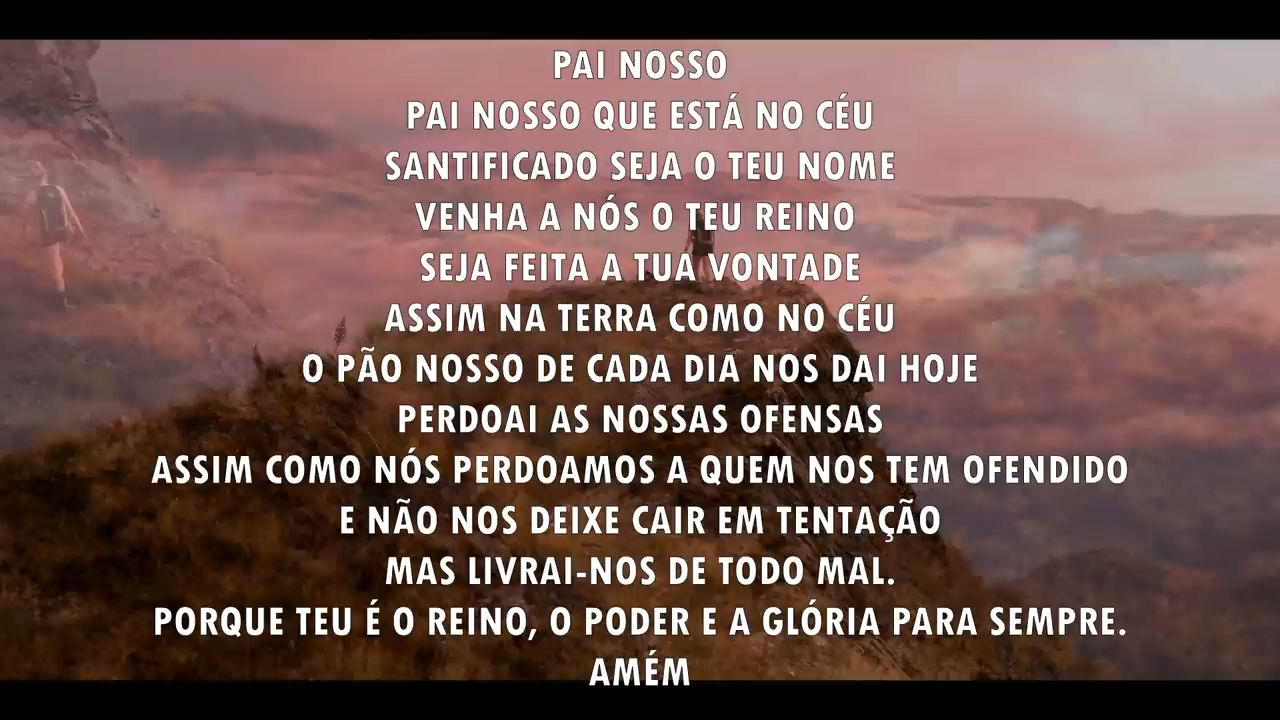 PAI NOSSO
PAI NOSSO QUE ESTÁ NO CÉU
SANTIFICADO SEJA O TEU NOME
VENHA A NÓS O TEU REINO
SEJA FEITA A TUA VONTADE
ASSIM NA TERRA COMO NO CÉU
O PÃO NOSSO DE CADA DIA NOS DAI HOJE
PERDOAI AS NOSSAS OFENSAS
ASSIM COMO NÓS PERDOAMOS A QUEM NOS TEM OFENDIDO
E NÃO NOS DEIXE CAIR EM TENTAÇÃO
MAS LIVRAI-NOS DE TODO MAL.
PORQUE TEU É O REINO, O PODER E A GLÓRIA PARA SEMPRE.
AMÉM